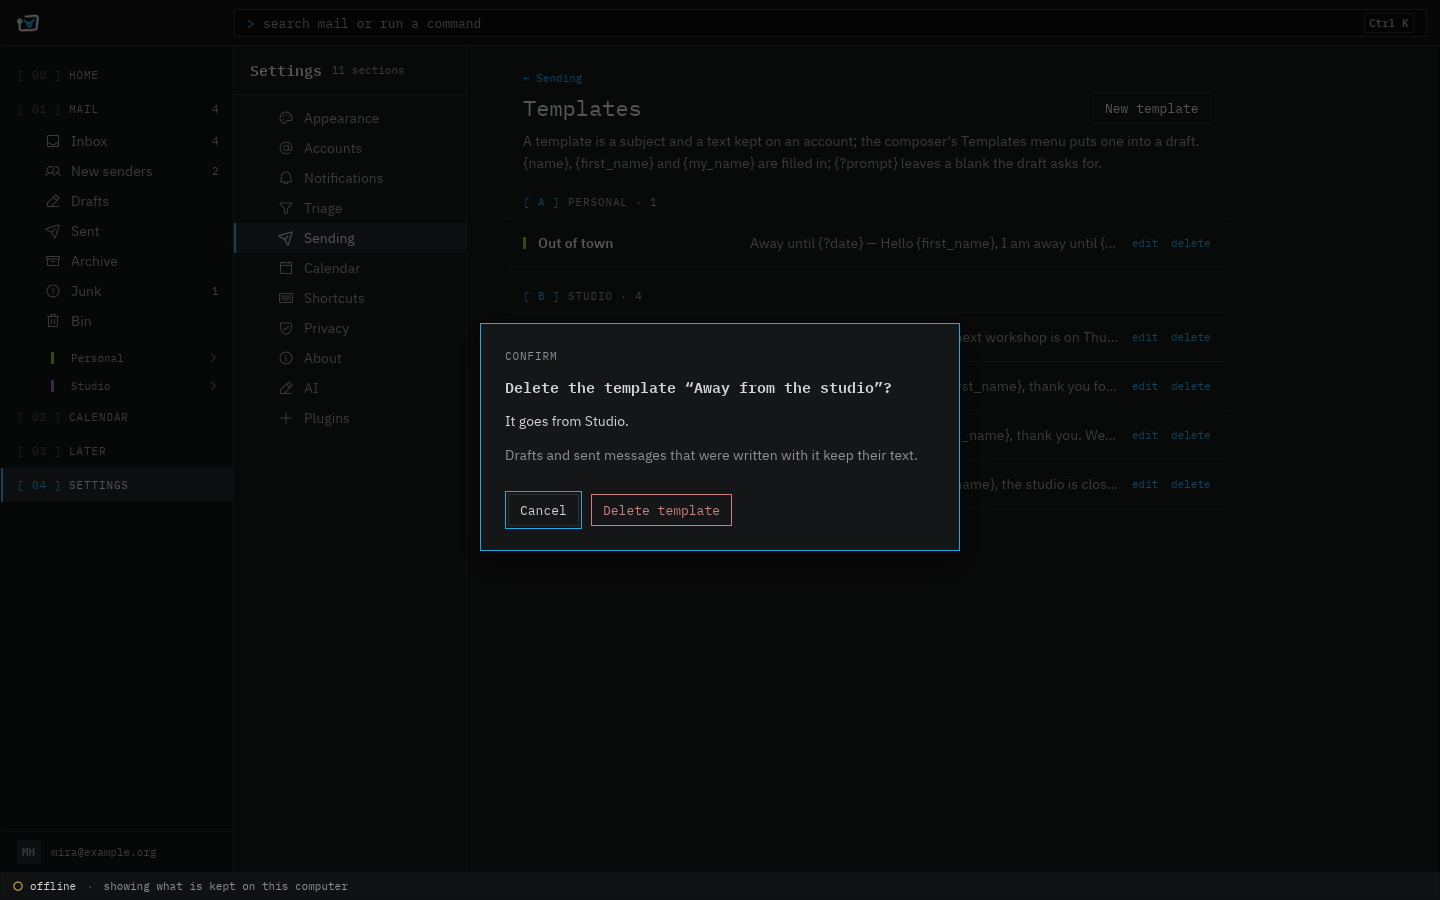 > search mail or run a command
Ctrl K
[ 00 ] HOME
[ 01 ] MAIL 4
Inbox 4
New senders 2
Drafts
Sent
Archive
Junk 1
Bin
Personal
Studio
[ 02 ] CALENDAR
[ 03 ] LATER
[ 04 ] SETTINGS
MH mira@example.org
Settings 11 sections
Appearance
Accounts
Notifications
Triage
Sending
Calendar
Shortcuts
Privacy
About
AI
Plugins
← Sending
Templates
New template
A template is a subject and a text kept on an account; the composer's Templates menu puts one into a draft.
{name}, {first_name} and {my_name} are filled in; {?prompt} leaves a blank the draft asks for.
[ A ] PERSONAL · 1
Out of town Away until {?date} — Hello {first_name}, I am away until {... edit delete
[ B ] STUDIO · 4
next workshop is on Thu... edit delete
rst_name}, thank you fo... edit delete
_name}, thank you. We... edit delete
name}, the studio is clos... edit delete
CONFIRM
Delete the template “Away from the studio”?
It goes from Studio.
Drafts and sent messages that were written with it keep their text.
Cancel Delete template
offline · showing what is kept on this computer